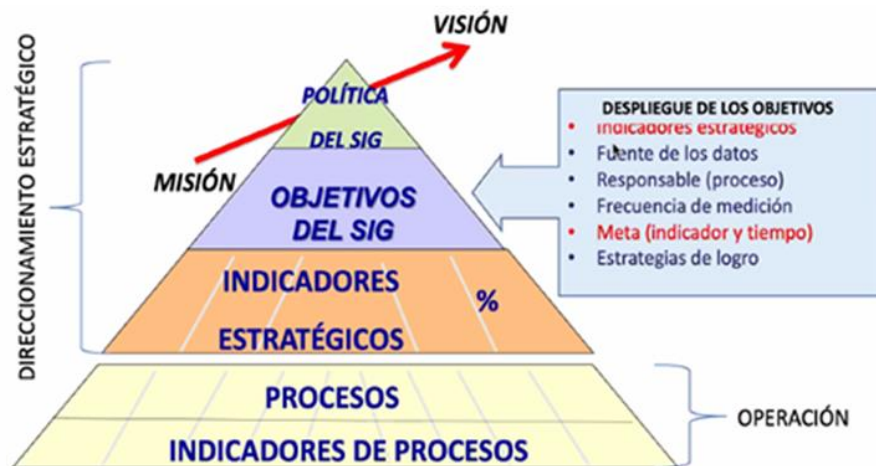 DIRECCIONAMIENTO ESTRATÉGICO
VISIÓN
MISIÓN
POLÍTICA
DEL SIG
OBJETIVOS
DEL SIG
INDICADORES
%
ESTRATÉGICOS
PROCESOS
INDICADORES DE PROCESOS
DESPLIEGUE DE LOS OBJETIVOS
• Indicadores estratégicos
• Fuente de los datos
• Responsable (proceso)
• Frecuencia de medición
• Meta (indicador y tiempo)
• Estrategias de logro
OPERACIÓN